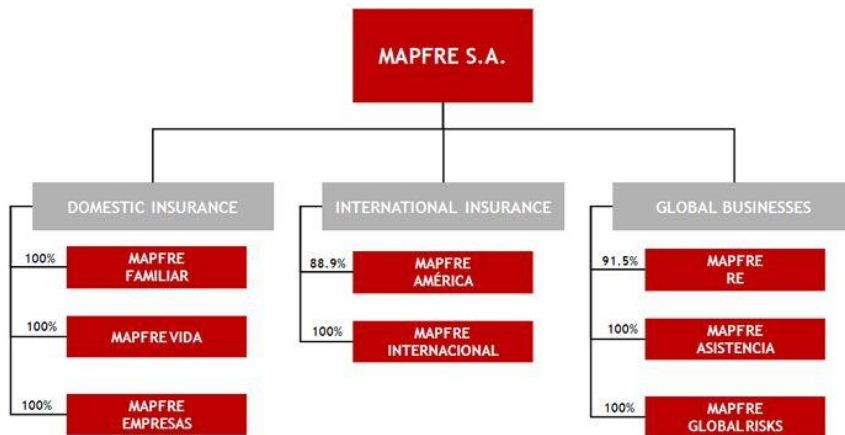 MAPFRE S.A.
DOMESTIC INSURANCE
100%
MAPFRE
FAMILIAR
100%
MAPFRE VIDA
100%
MAPFRE
EMPRESAS
INTERNATIONAL INSURANCE
88.9%
MAPFRE
AMÉRICA
100%
MAPFRE
INTERNACIONAL
GLOBAL BUSINESSES
91.5%
MAPFRE
RE
100%
MAPFRE
ASISTENCIA
100%
MAPFRE
GLOBAL RISKS